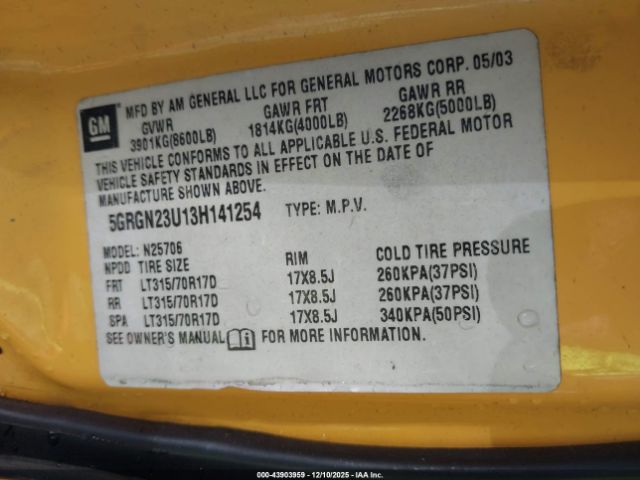 GM
MFD BY AM GENERAL LLC FOR GENERAL MOTORS CORP. 05/03
GVWR GAWR FRT GAWR RR
3901KG(8600LB) 1814KG(4000LB) 2268KG(5000LB)
THIS VEHICLE CONFORMS TO ALL APPLICABLE U.S. FEDERAL MOTOR
VEHICLE SAFETY STANDARDS IN EFFECT ON THE DATE OF
MANUFACTURE SHOWN ABOVE.
5GRGN23U13H141254 TYPE: M.P.V.
MODEL: N25706
NPDD TIRE SIZE RIM COLD TIRE PRESSURE
FRT LT315/70R17D 17X8.5J 260KPA(37PSI)
RR LT315/70R17D 17X8.5J 260KPA(37PSI)
SPA LT315/70R17D 17X8.5J 340KPA(50PSI)
SEE OWNER'S MANUAL FOR MORE INFORMATION.
000-43903959 - 12/10/2025 - IAAI Inc.